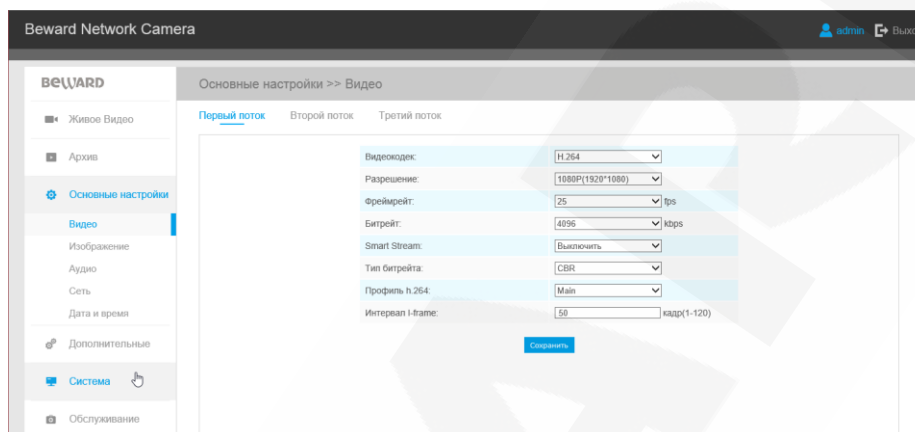 Beward Network Camera
admin Выхо
BEWARD
Основные настройки >> Видео
Живое Видео
Первый поток Второй поток Третий поток
Архив
Основные настройки
Видео
Изображение
Аудио
Сеть
Дата и время
Дополнительные
Система
Обслуживание
Видеокодек: H.264
Разрешение: 1080P(1920*1080)
Фреймрейт: 25 fps
Битрейт: 4096 kbps
Smart Stream: Выключить
Тип битрейта: CBR
Профиль h.264: Main
Интервал I-frame: 50 кадр(1-120)
Сохранить